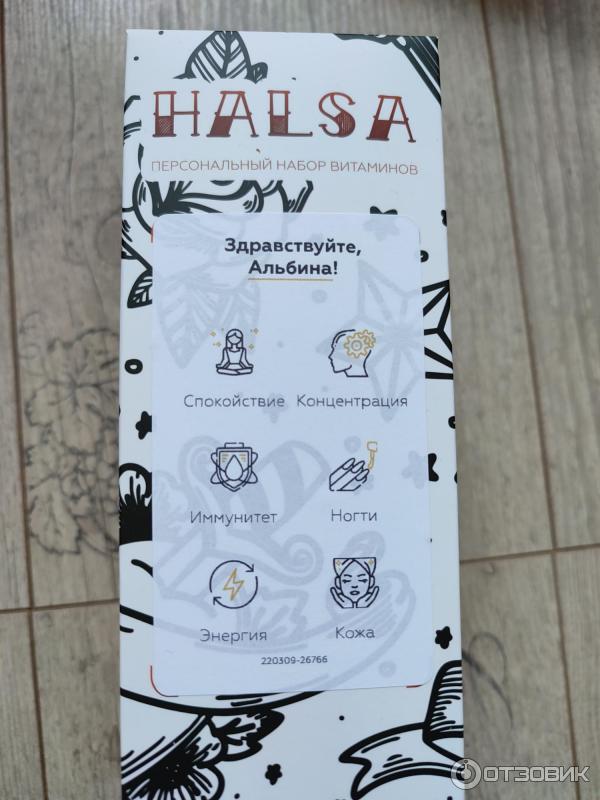 HALSA
ПЕРСОНАЛЬНЫЙ НАБОР ВИТАМИНОВ
Здравствуйте,
Альбина!
Спокойствие Концентрация
Иммунитет Ногти
Энергия Кожа
220309-26766
ОТЗОВИК